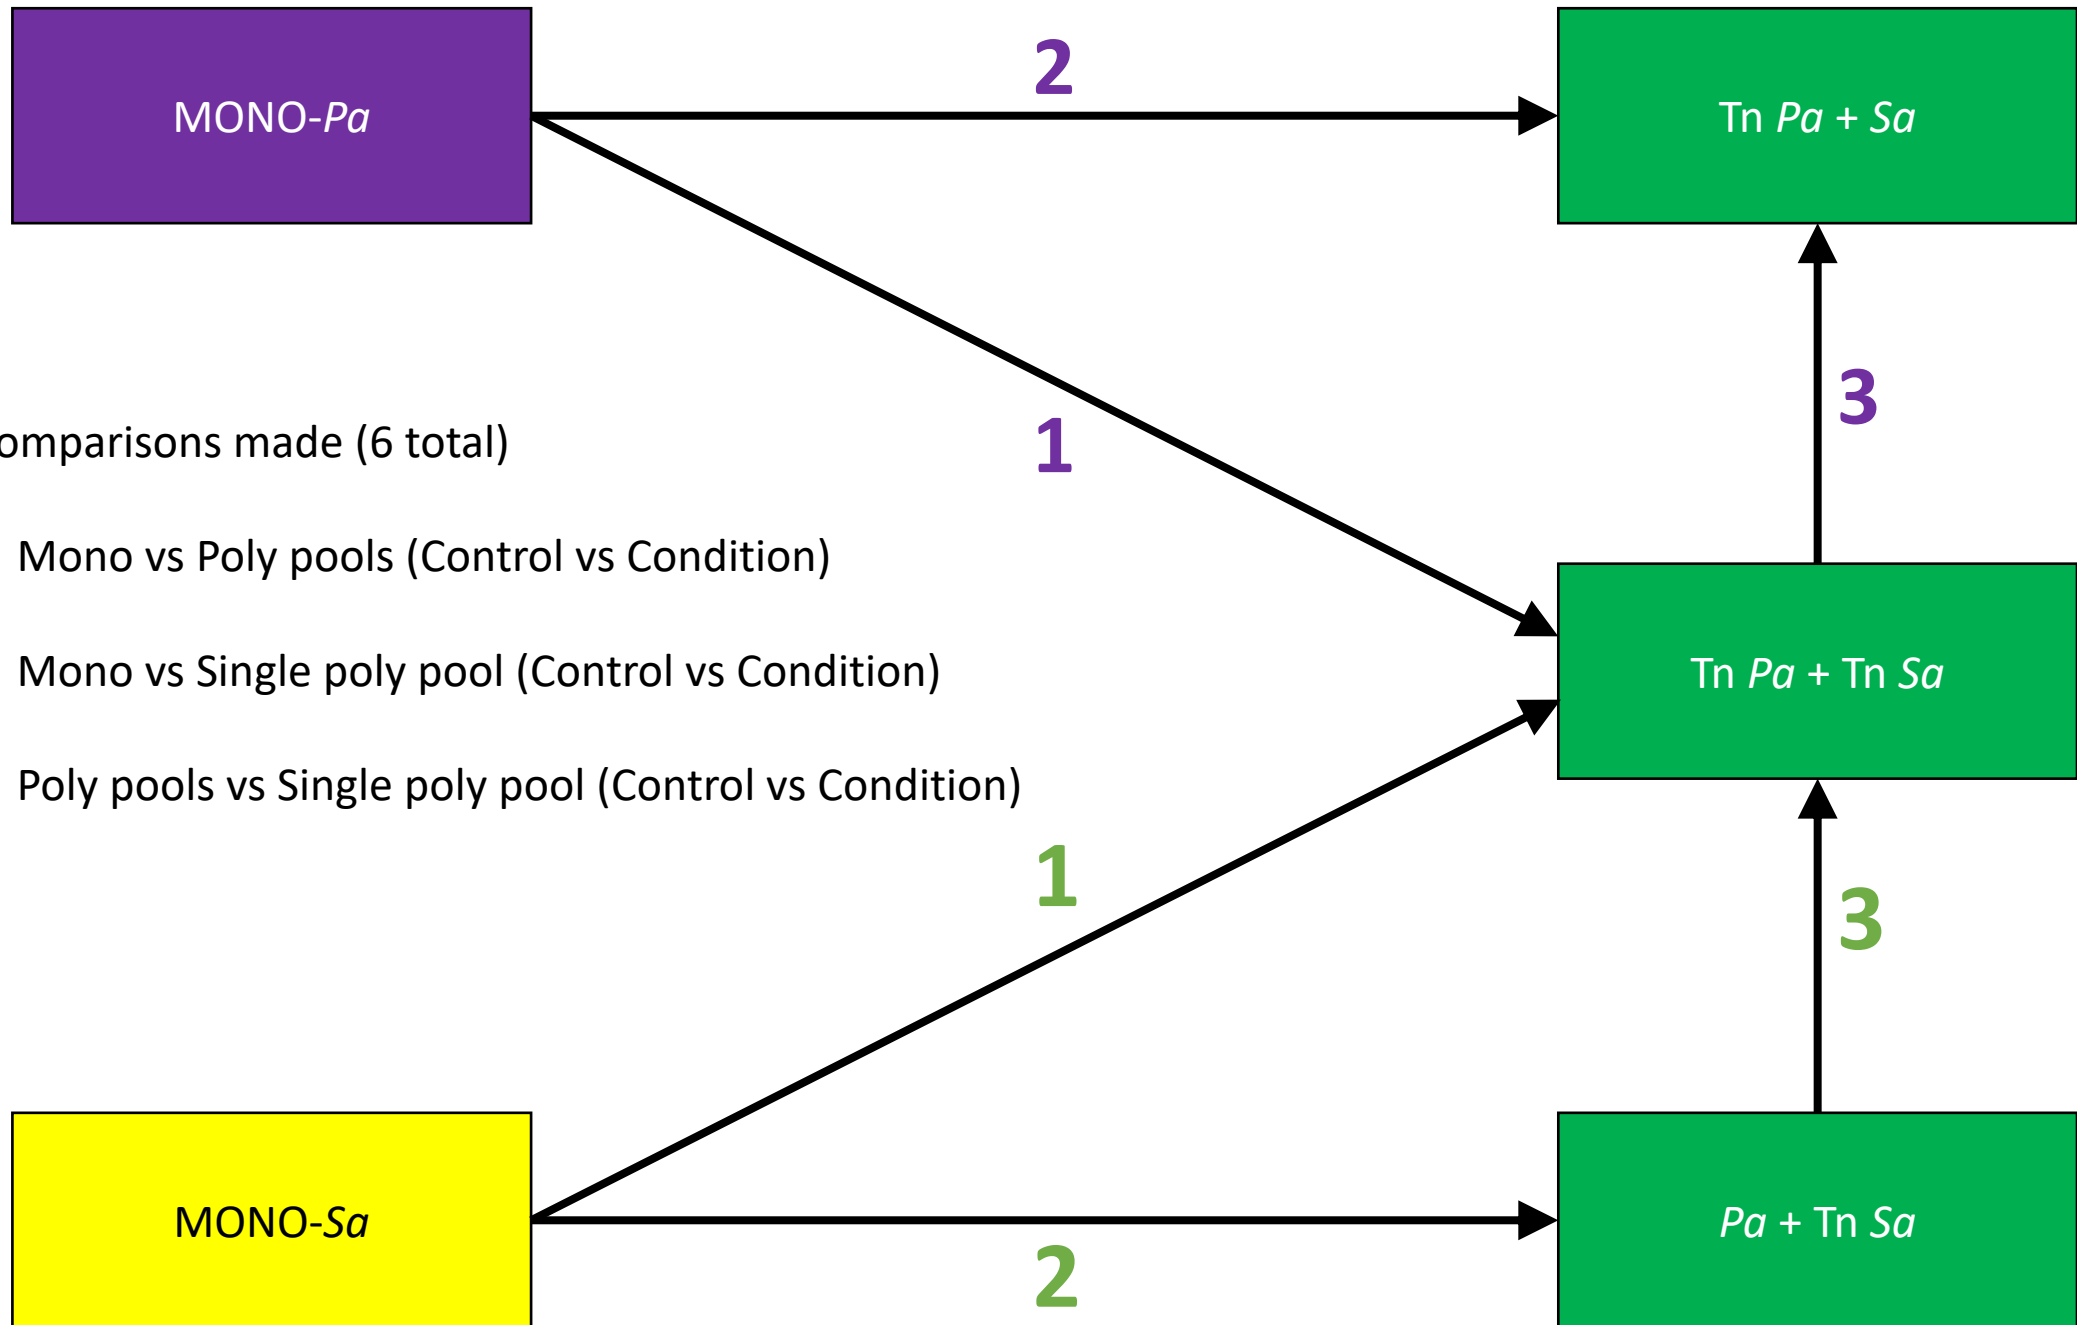 MONO-Pa
2
Tn Pa + Sa
3
omparisons made (6 total)
1
Mono vs Poly pools (Control vs Condition)
Mono vs Single poly pool (Control vs Condition)
Tn Pa + Tn Sa
Poly pools vs Single poly pool (Control vs Condition)
1
3
MONO-Sa
2
Pa + Tn Sa